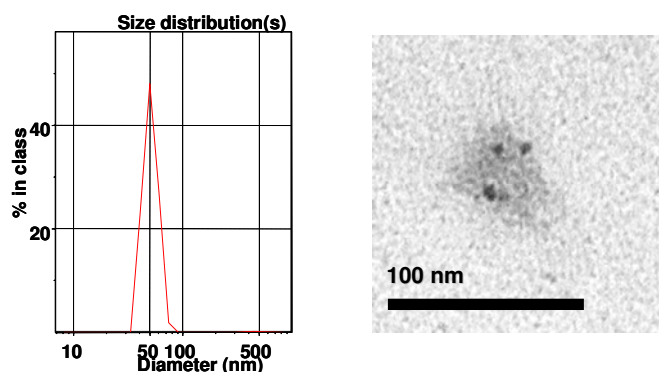 Size distribution(s)
% in class
40
20
10 50 100 500
Diameter (nm)
100 nm